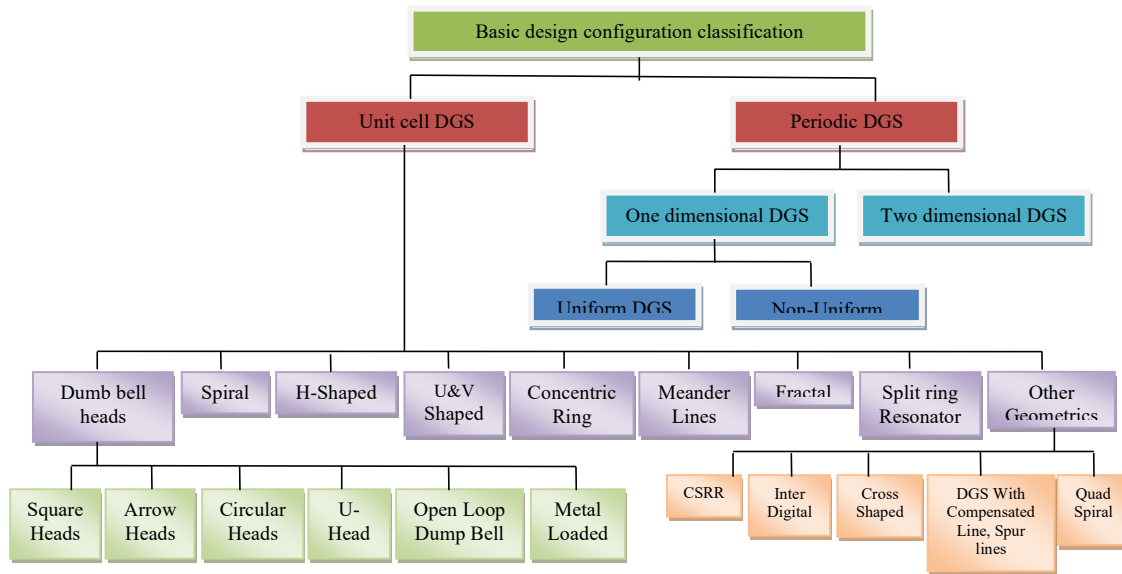 Basic design configuration classification
Unit cell DGS
Periodic DGS
One dimensional DGS
Two dimensional DGS
Uniform DGS
Non-Uniform
Dumb bell
heads
Spiral
H-Shaped
U&V
Shaped
Concentric
Ring
Meander
Lines
Fractal
Split ring
Resonator
Other
Geometrics
Square
Heads
Arrow
Heads
Circular
Heads
U-
Head
Open Loop
Dump Bell
Metal
Loaded
CSRR
Inter
Digital
Cross
Shaped
DGS With
Compensated
Line, Spur
lines
Quad
Spiral